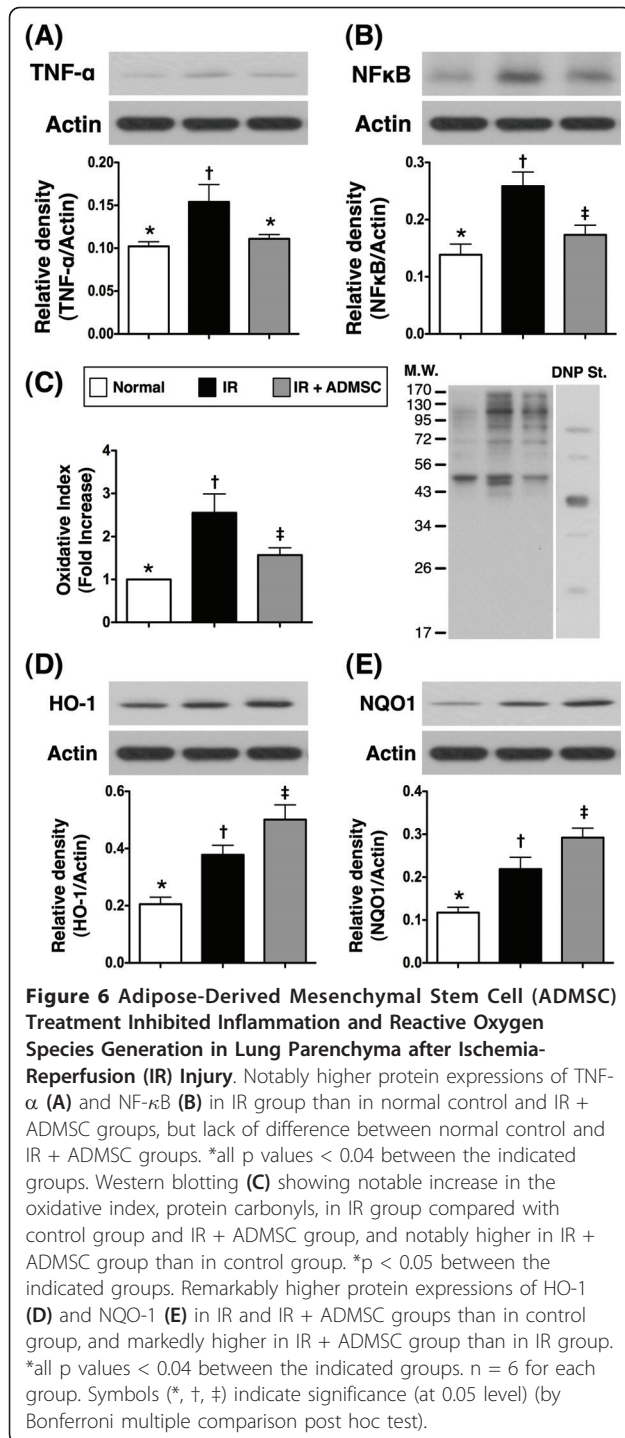 (A)
TNF-α
Actin
Relative density
(TNF-α/Actin)
0.20
0.15
0.10
0.05
0.00
*
†
*
(B)
NFκB
Actin
Relative density
(NFκB/Actin)
0.3
0.2
0.1
0.0
*
†
‡
(C)
Normal
IR
IR + ADMSC
Oxidative Index
(Fold Increase)
4
3
2
1
0
*
†
‡
M.W.
DNP St.
170
130
95
72
56
43
34
26
17
(D)
HO-1
Actin
Relative density
(HO-1/Actin)
0.6
0.4
0.2
0.0
*
†
‡
(E)
NQO1
Actin
Relative density
(NQO1/Actin)
0.4
0.3
0.2
0.1
0.0
*
†
‡
Figure 6 Adipose-Derived Mesenchymal Stem Cell (ADMSC)
Treatment Inhibited Inflammation and Reactive Oxygen
Species Generation in Lung Parenchyma after Ischemia-
Reperfusion (IR) Injury. Notably higher protein expressions of TNF-
α (A) and NF-κB (B) in IR group than in normal control and IR +
ADMSC groups, but lack of difference between normal control and
IR + ADMSC groups. *all p values < 0.04 between the indicated
groups. Western blotting (C) showing notable increase in the
oxidative index, protein carbonyls, in IR group compared with
control group and IR + ADMSC group, and notably higher in IR +
ADMSC group than in control group. *p < 0.05 between the
indicated groups. Remarkably higher protein expressions of HO-1
(D) and NQO-1 (E) in IR and IR + ADMSC groups than in control
group, and markedly higher in IR + ADMSC group than in IR group.
*all p values < 0.04 between the indicated groups. n = 6 for each
group. Symbols (*, †, ‡) indicate significance (at 0.05 level) (by
Bonferroni multiple comparison post hoc test).